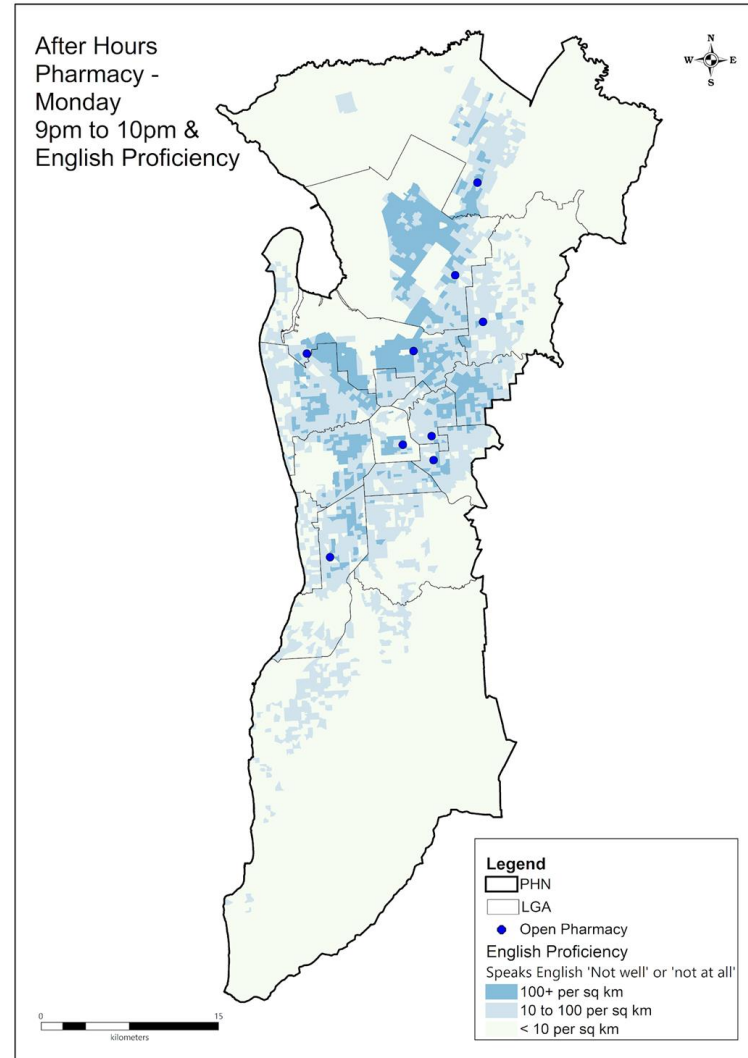 After Hours
Pharmacy -
Monday
9pm to 10pm &
English Proficiency
N
W E
S
Legend
PHN
LGA
Open Pharmacy
English Proficiency
Speaks English 'Not well' or 'not at all'
100+ per sq km
10 to 100 per sq km
< 10 per sq km
0 15
kilometers